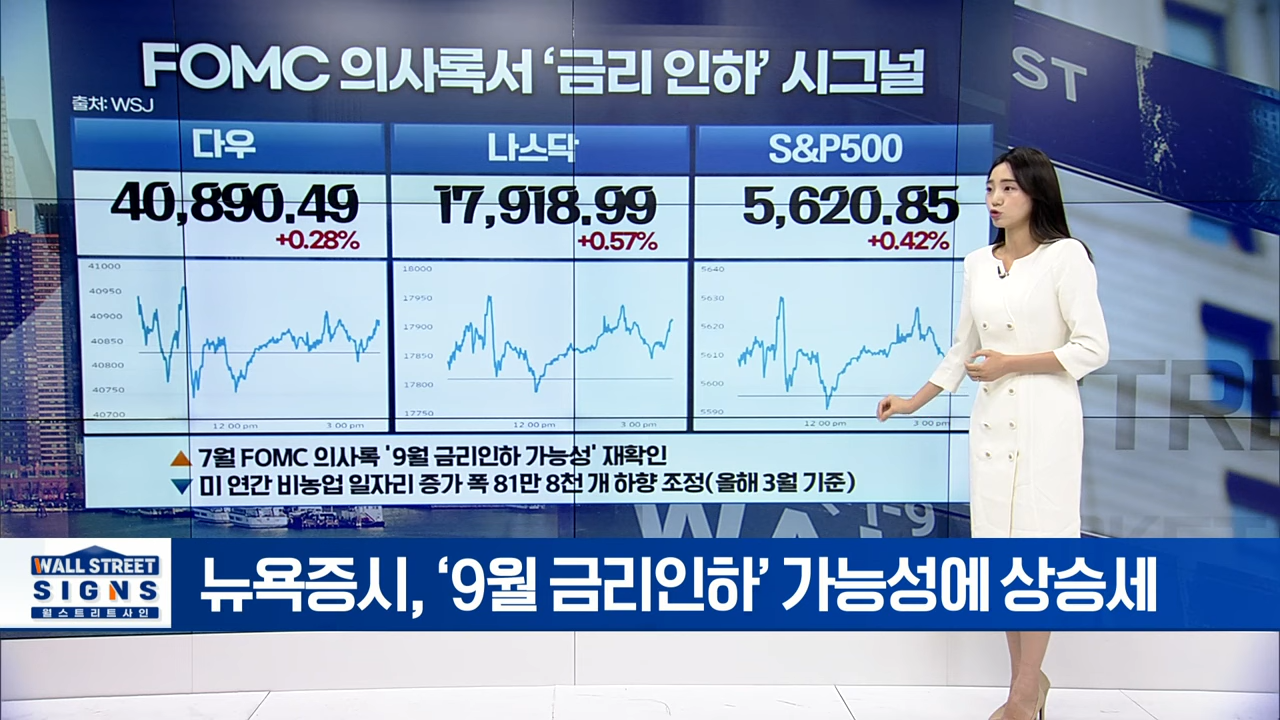 FOMC 의사록서 ‘금리 인하’ 시그널
출처: WSJ
다우
나스닥
S&P500
40,890.49
17,918.99
5,620.85
+0.28%
+0.57%
+0.42%
41000
40950
40900
40850
40800
40750
40700
12 00 pm
3 00 pm
18000
17950
17900
17850
17800
17750
12 00 pm
3 00 pm
5640
5630
5620
5610
5600
5590
12 00 pm
3 00 pm
▲ 7월 FOMC 의사록 '9월 금리인하 가능성' 재확인
▼ 미 연간 비농업 일자리 증가 폭 81만 8천 개 하향 조정(올해 3월 기준)
ST
WALL STREET
SIGNS
월스트리트사인
뉴욕증시, ‘9월 금리인하’ 가능성에 상승세